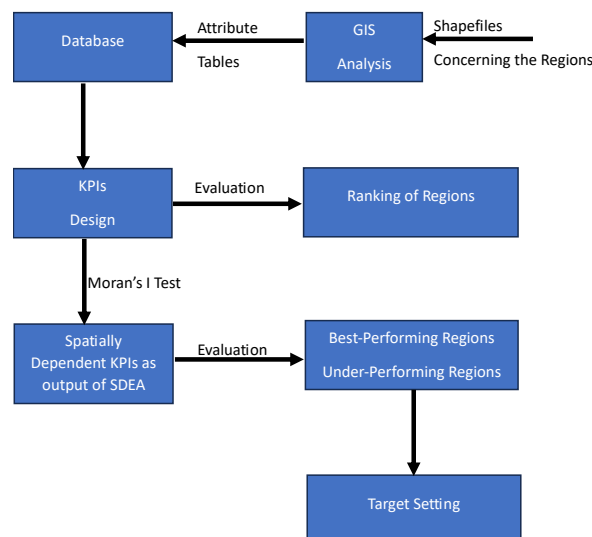 Database
Attribute
Tables
GIS
Analysis
Shapefiles
Concerning the Regions
KPIs
Design
Evaluation
Ranking of Regions
Moran's I Test
Spatially
Dependent KPIs as
output of SDEA
Evaluation
Best-Performing Regions
Under-Performing Regions
Target Setting